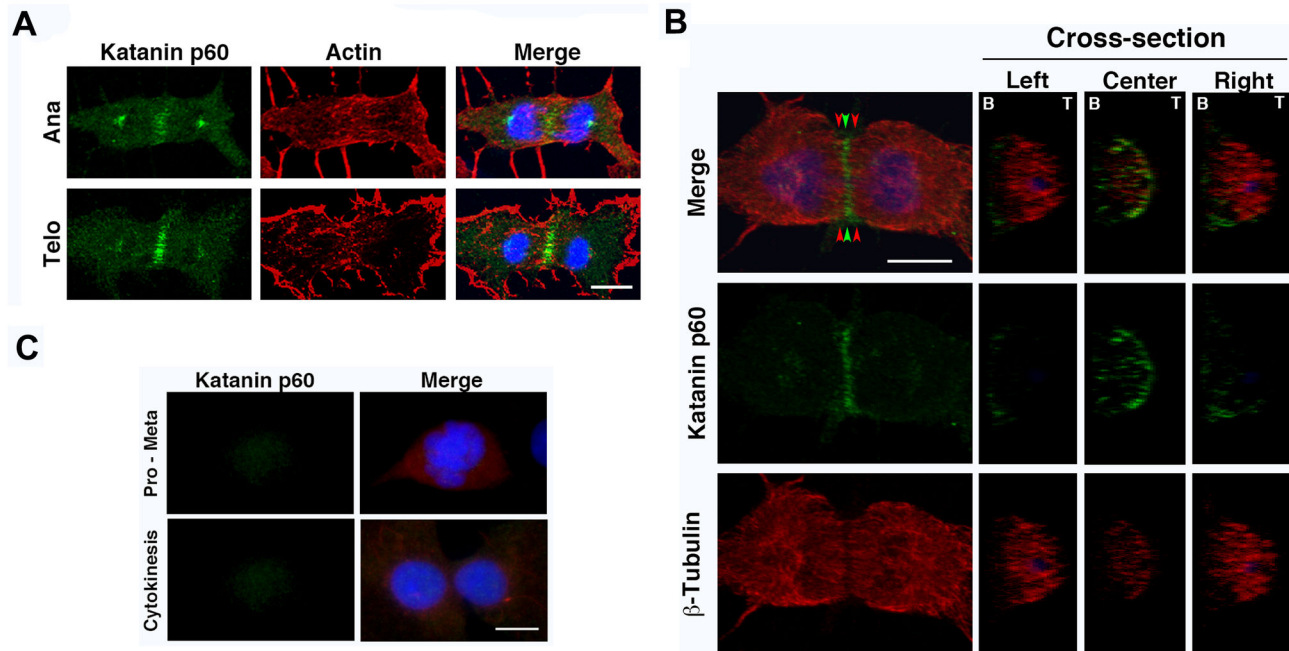 A
Katanin p60 Actin Merge
Ana
Telo
B
Cross-section
Left Center Right
B T B T B T
Merge
Katanin p60
β-Tubulin
C
Katanin p60 Merge
Pro - Meta
Cytokinesis